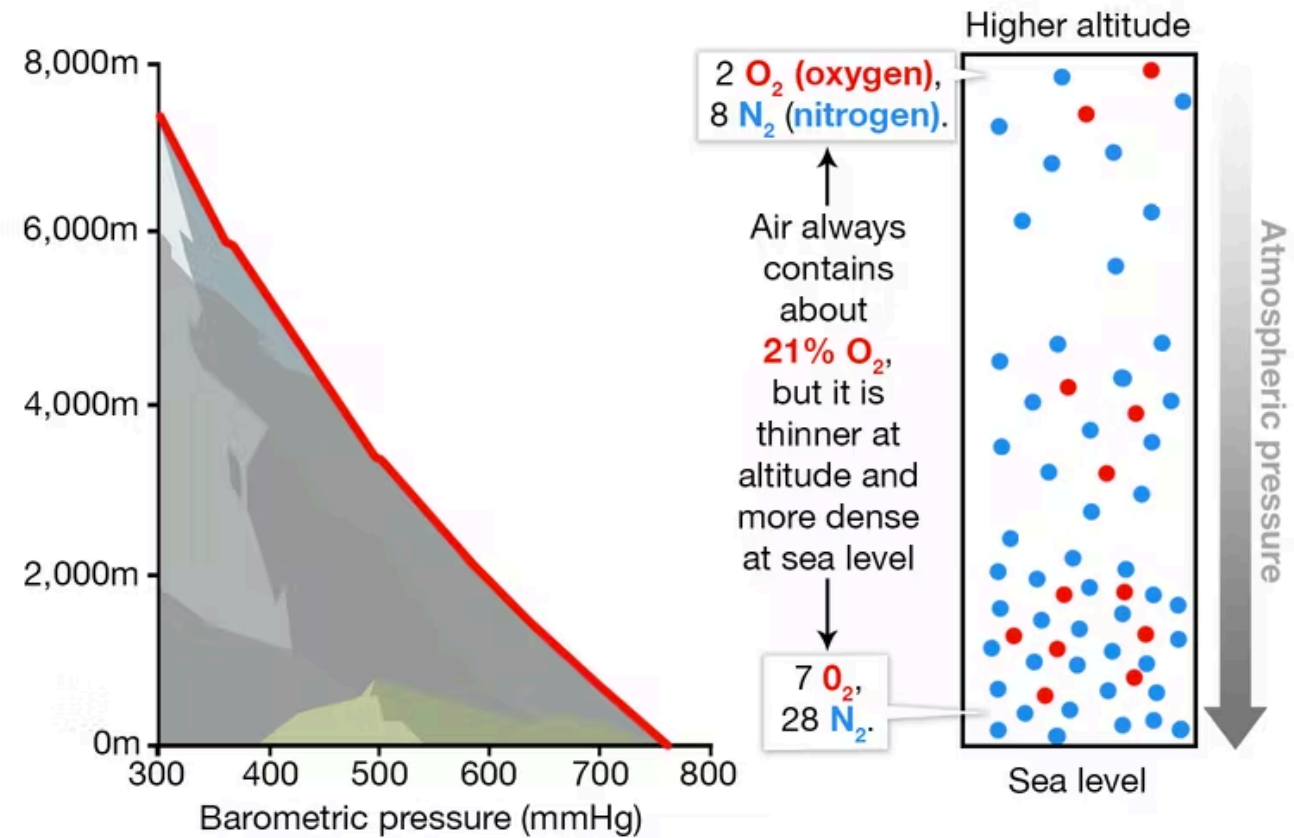 8,000m
6,000m
4,000m
2,000m
0m
300 400 500 600 700 800
Barometric pressure (mmHg)
2 O₂ (oxygen),
8 N₂ (nitrogen).
Air always
contains
about
21% O₂,
but it is
thinner at
altitude and
more dense
at sea level
7 0₂,
28 N₂.
Higher altitude
Sea level
Atmospheric pressure